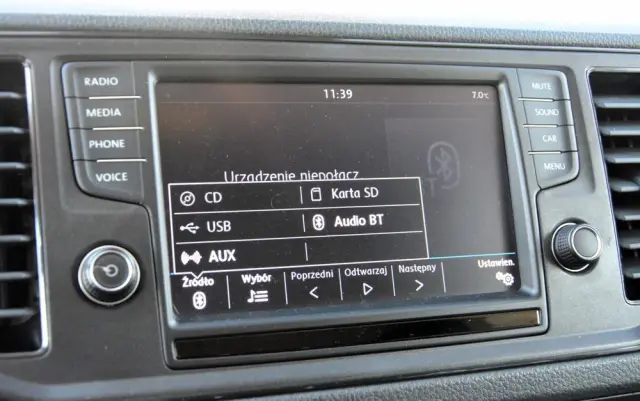 RADIO
MEDIA
PHONE
VOICE
11:39
7.0°C
MUTE
SOUND
CAR
MENU
Urządzenie niepołącz
CD
Karta SD
USB
Audio BT
AUX
Źródło
Wybór
Poprzedni
Odtwarzaj
Następny
Ustawien.
BT